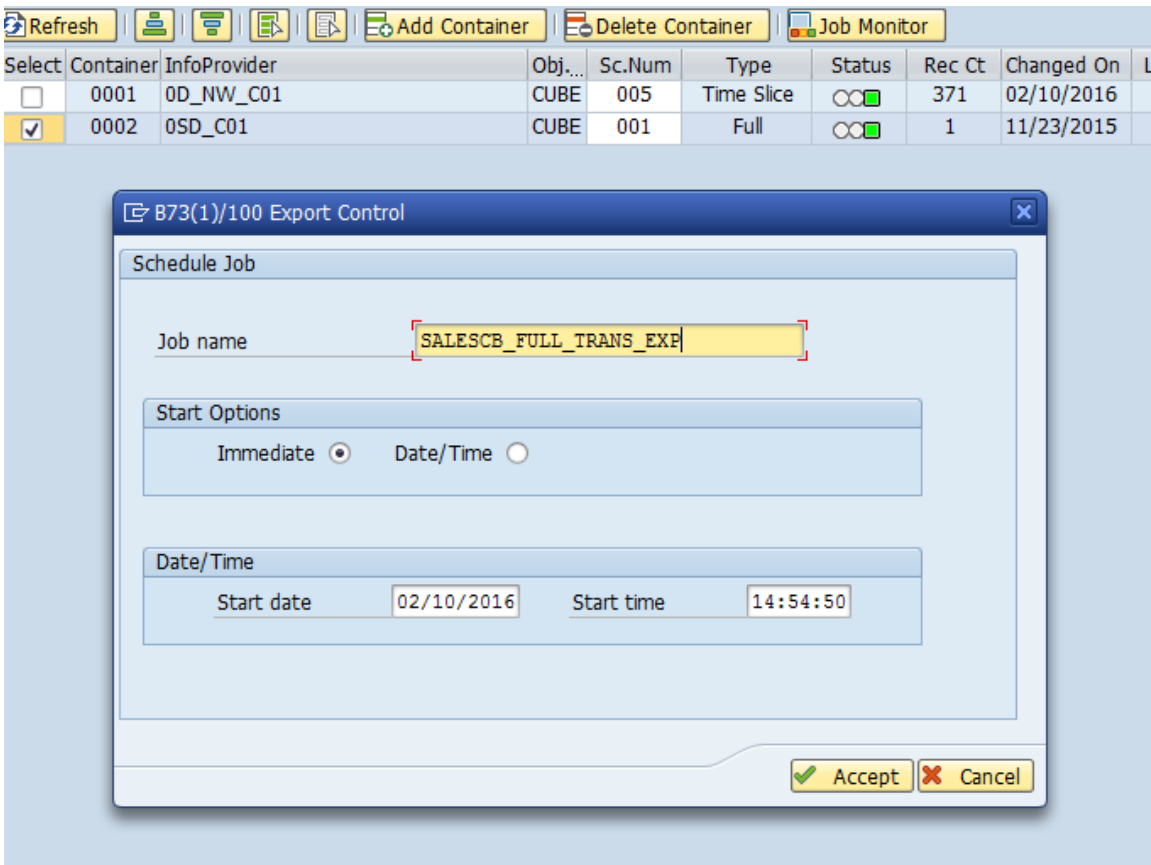 Refresh Add Container Delete Container Job Monitor
Select Container InfoProvider Obj... Sc.Num Type Status Rec Ct Changed On L
0001 0D_NW_C01 CUBE 005 Time Slice 371 02/10/2016
0002 0SD_C01 CUBE 001 Full 1 11/23/2015
B73(1)/100 Export Control
Schedule Job
Job name SALESCB_FULL_TRANS_EXP
Start Options
Immediate Date/Time
Date/Time
Start date 02/10/2016 Start time 14:54:50
Accept Cancel